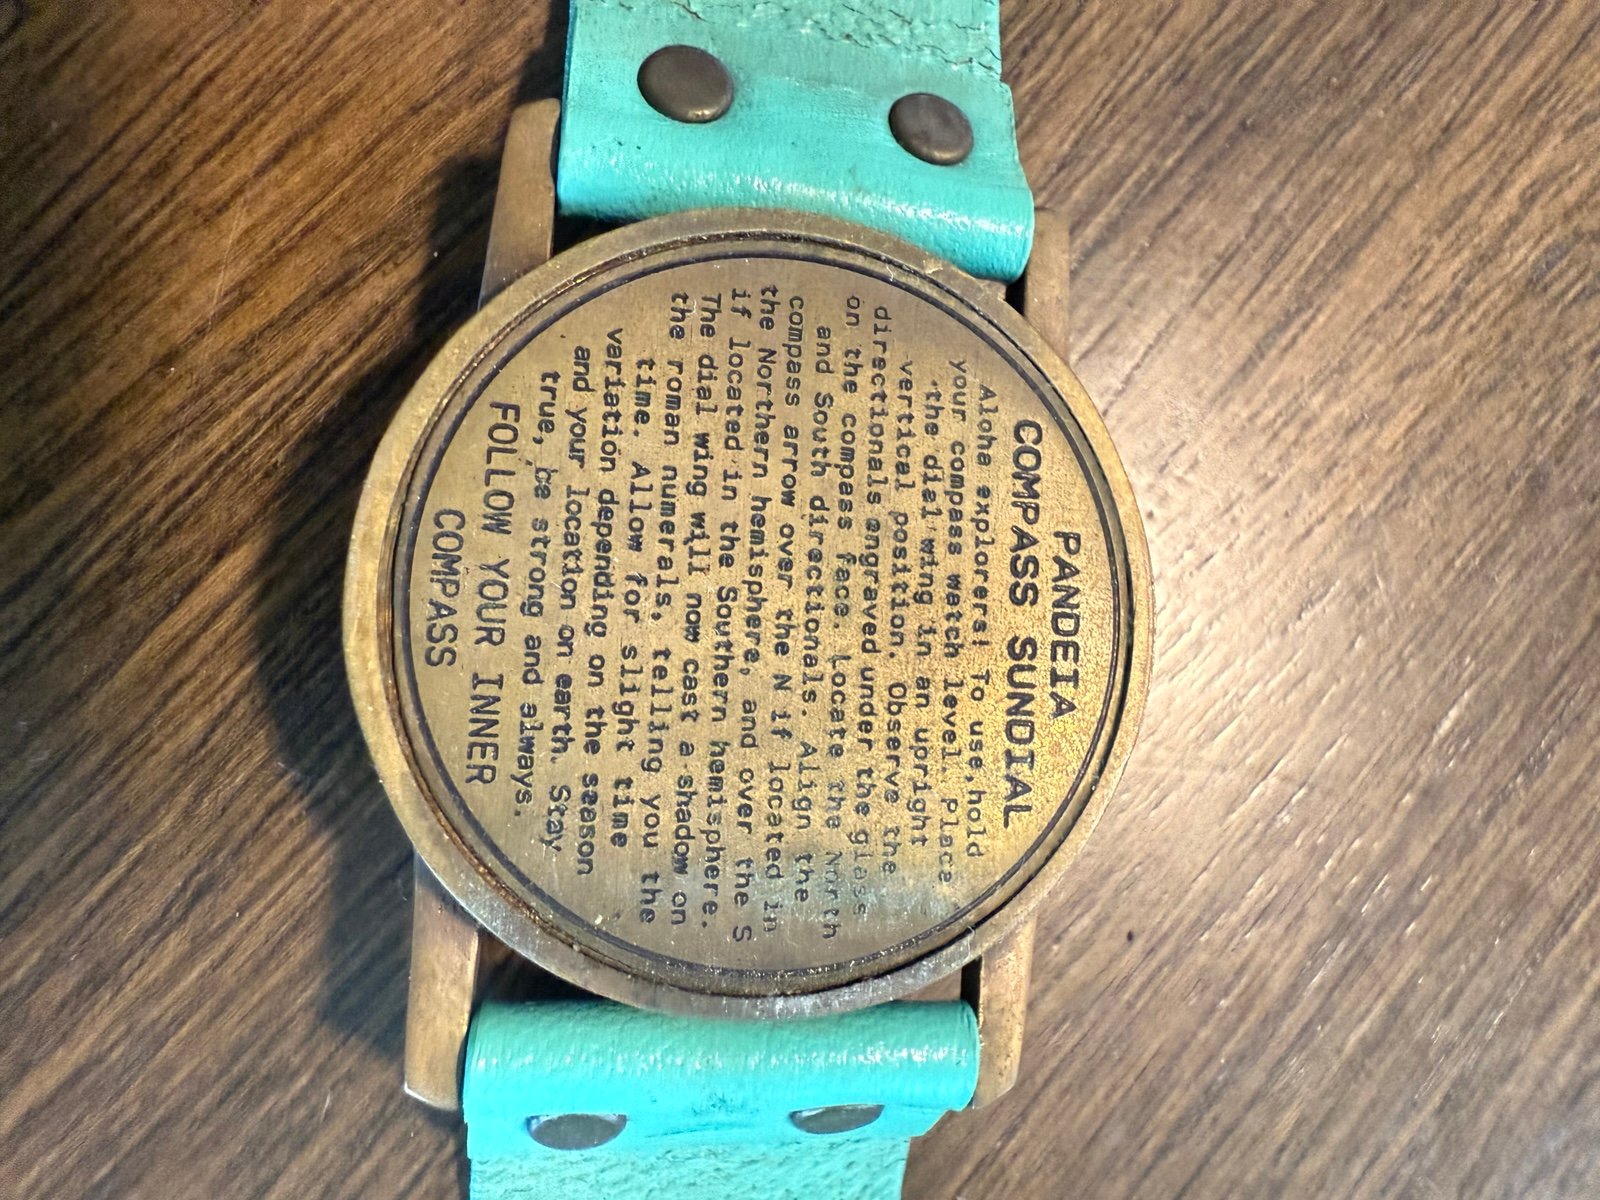 PANDEIA
COMPASS SUNDIAL
Aloha explorers! To use, hold
your compass watch level. Place
the dial wing in an upright
vertical position. Observe the
directionals engraved under the glass
on the compass face. Locate the North
and South directionals. Align the
compass arrow over the N if located in
the Northern hemisphere, and over the S
if located in the Southern hemisphere.
The dial wing will now cast a shadow on
the roman numerals, telling you the
time. Allow for slight time
variation depending on the season
and your location on earth. Stay
true, be strong and always.
FOLLOW YOUR INNER
COMPASS